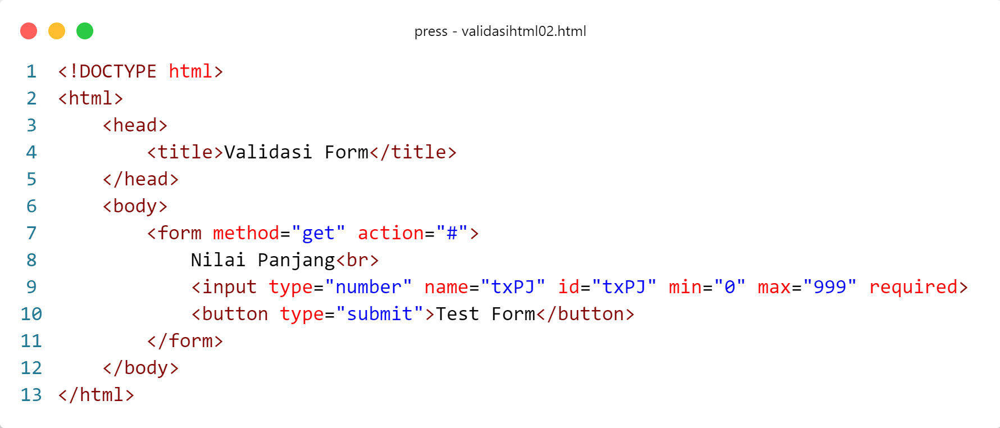 press - validasihtml02.html
1 <!DOCTYPE html>
2 <html>
3     <head>
4         <title>Validasi Form</title>
5     </head>
6     <body>
7         <form method="get" action="#">
8             Nilai Panjang<br>
9             <input type="number" name="txPJ" id="txPJ" min="0" max="999" required>
10             <button type="submit">Test Form</button>
11         </form>
12     </body>
13 </html>